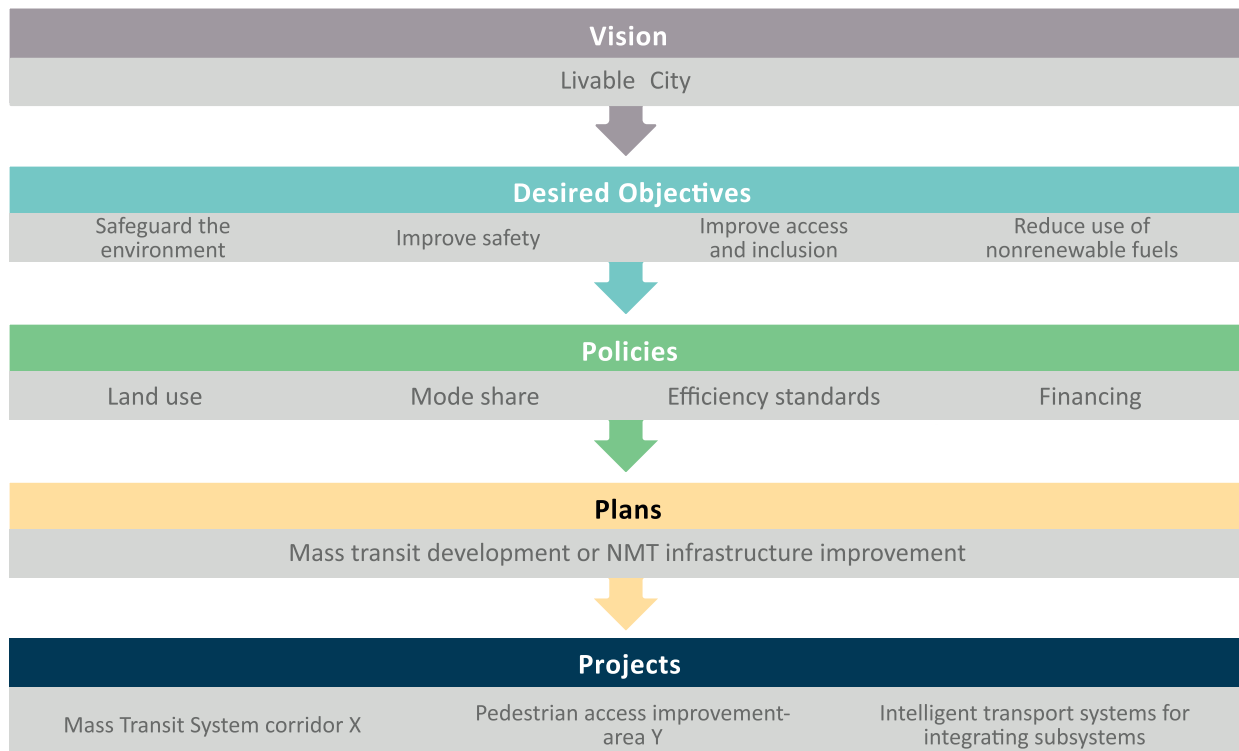 Vision
Livable City
Desired Objectives
Safeguard the
environment
Improve safety
Improve access
and inclusion
Reduce use of
nonrenewable fuels
Policies
Land use
Mode share
Efficiency standards
Financing
Plans
Mass transit development or NMT infrastructure improvement
Projects
Mass Transit System corridor X
Pedestrian access improvement-
area Y
Intelligent transport systems for
integrating subsystems